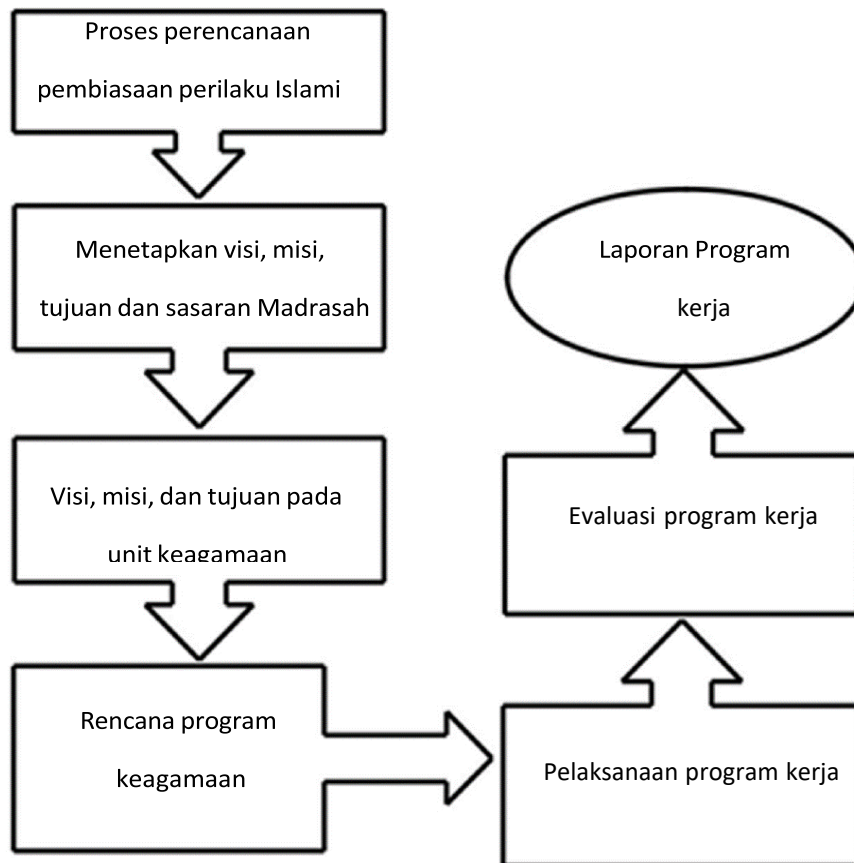 Proses perencanaan
pembiasaan perilaku Islami
Menetapkan visi, misi,
tujuan dan sasaran Madrasah
Visi, misi, dan tujuan pada
unit keagamaan
Rencana program
keagamaan
Pelaksanaan program kerja
Evaluasi program kerja
Laporan Program
kerja